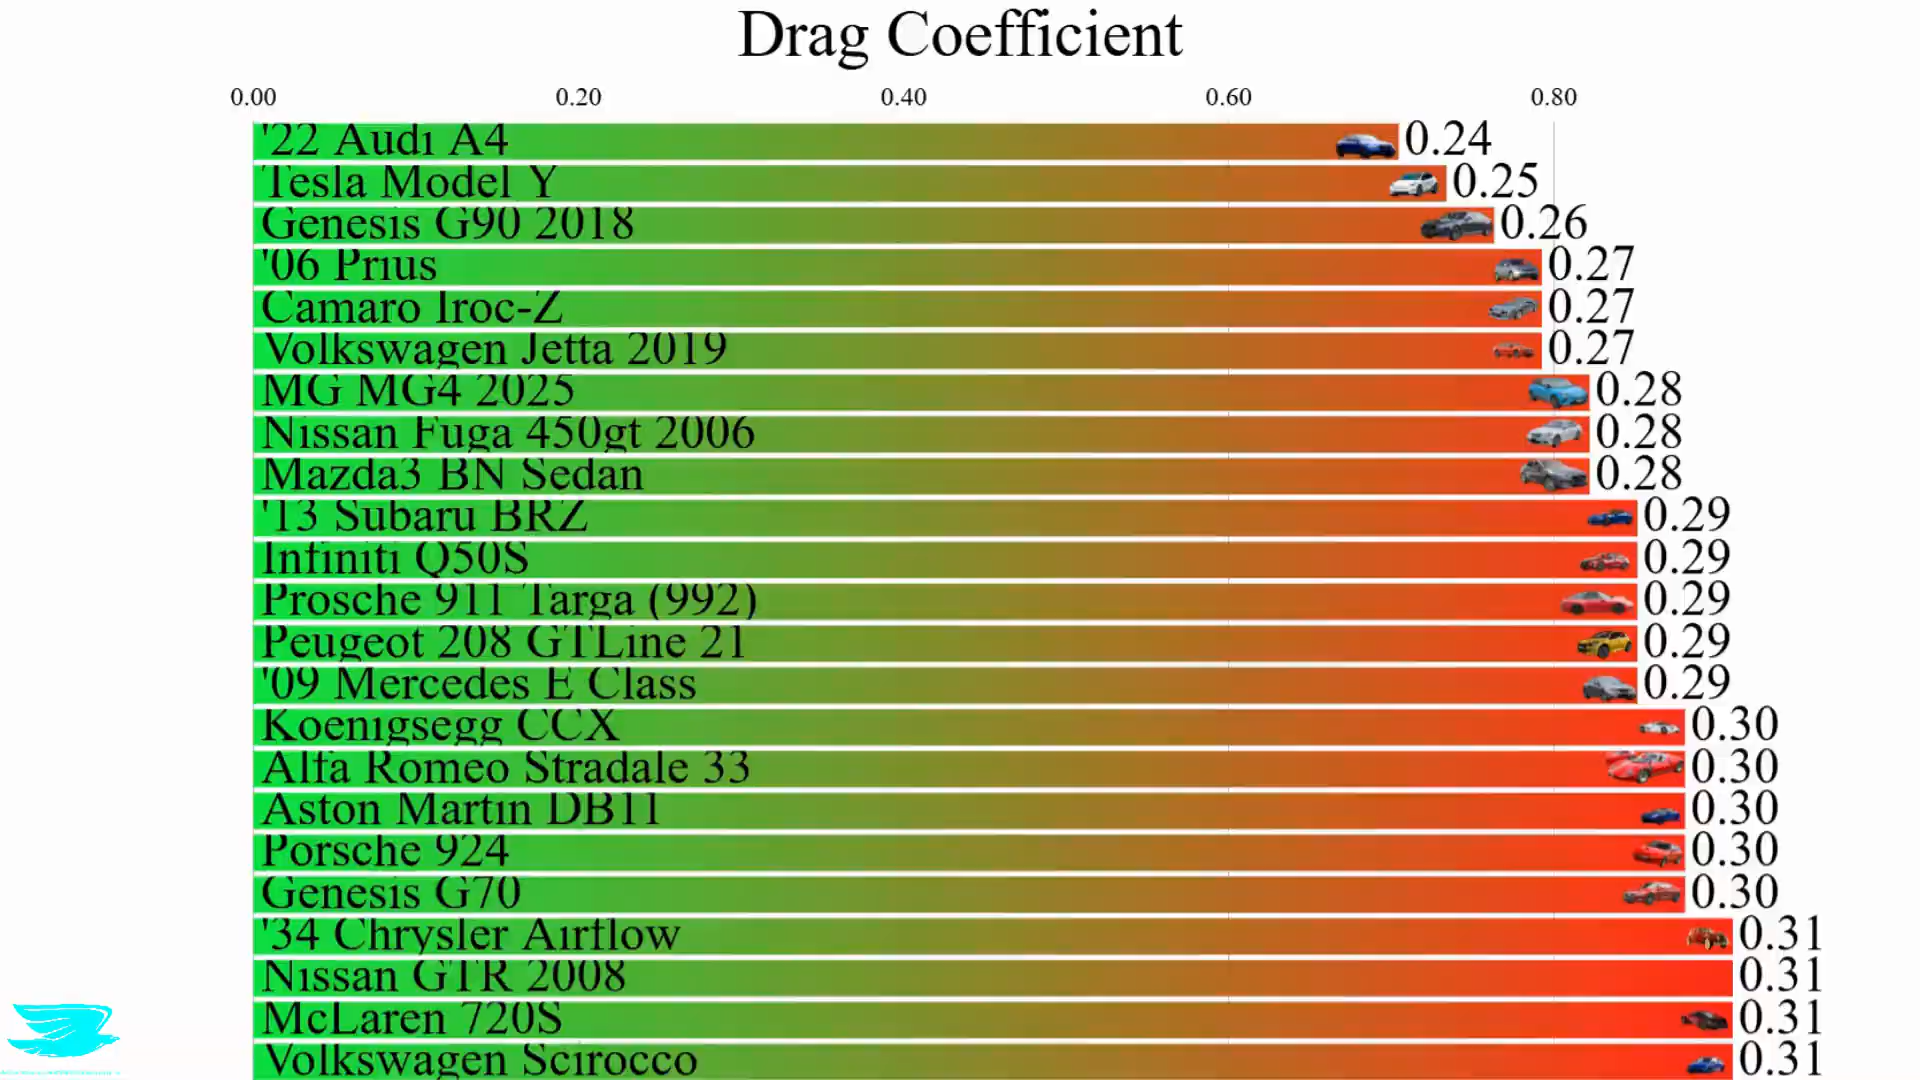 Drag Coefficient
0.00 0.20 0.40 0.60 0.80
'22 Audi A4 0.24
Tesla Model Y 0.25
Genesis G90 2018 0.26
'06 Prius 0.27
Camaro Iroc-Z 0.27
Volkswagen Jetta 2019 0.27
MG MG4 2025 0.28
Nissan Fuga 450gt 2006 0.28
Mazda3 BN Sedan 0.28
'13 Subaru BRZ 0.29
Infiniti Q50S 0.29
Prosche 911 Targa (992) 0.29
Peugeot 208 GTLine 21 0.29
'09 Mercedes E Class 0.29
Koenigsegg CCX 0.30
Alfa Romeo Stradale 33 0.30
Aston Martin DB11 0.30
Porsche 924 0.30
Genesis G70 0.30
'34 Chrysler Airflow 0.31
Nissan GTR 2008 0.31
McLaren 720S 0.31
Volkswagen Scirocco 0.31